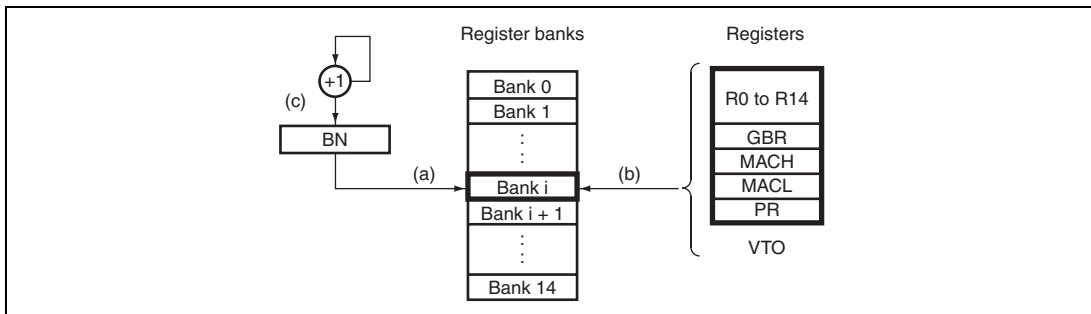 Register banks
Registers
+1
(c)
BN
(a)
Bank 0
Bank 1
:
:
Bank i
Bank i + 1
:
:
Bank 14
(b)
R0 to R14
GBR
MACH
MACL
PR
VTO